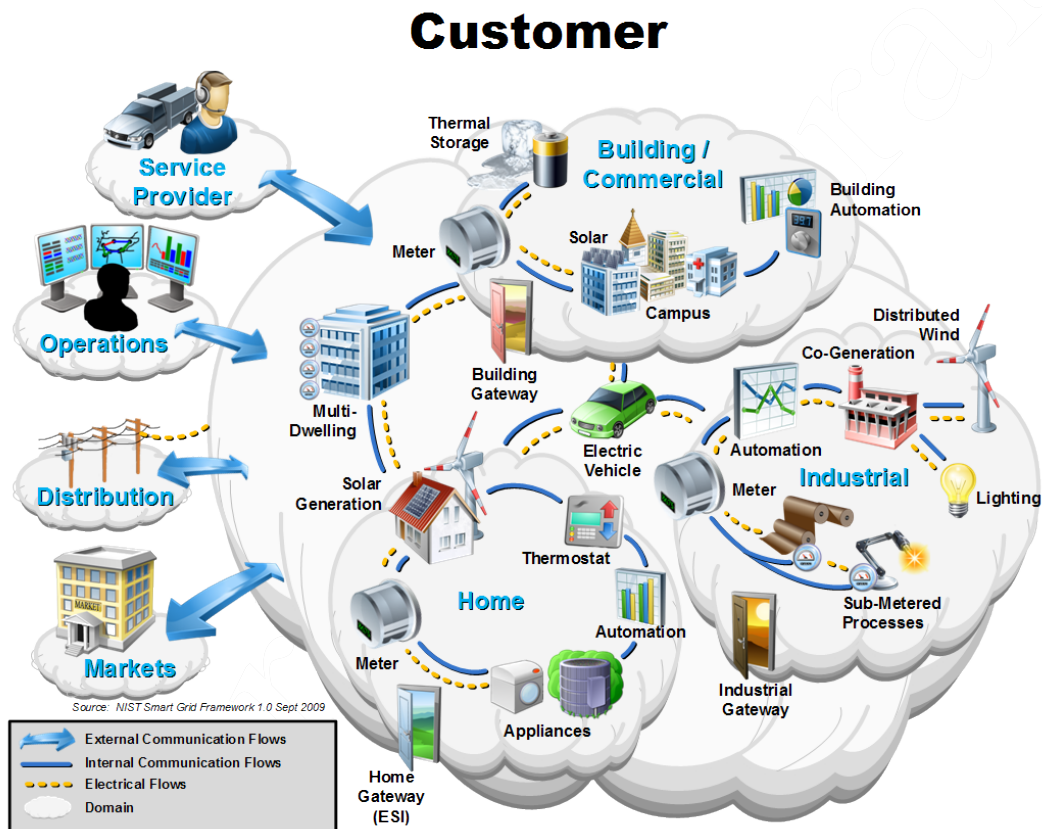 Customer
Service
Provider
Operations
Distribution
Markets
MARKET
Thermal
Storage
Building /
Commercial
Building
Automation
Meter
Solar
Campus
Building
Gateway
Multi-
Dwelling
Electric
Vehicle
Distributed
Wind
Co-Generation
Automation
Industrial
Meter
Lighting
Sub-Metered
Processes
Industrial
Gateway
Solar
Generation
Thermostat
Home
Automation
Meter
Appliances
Home
Gateway
(ESI)
Source: NIST Smart Grid Framework 1.0 Sept 2009
External Communication Flows
Internal Communication Flows
Electrical Flows
Domain